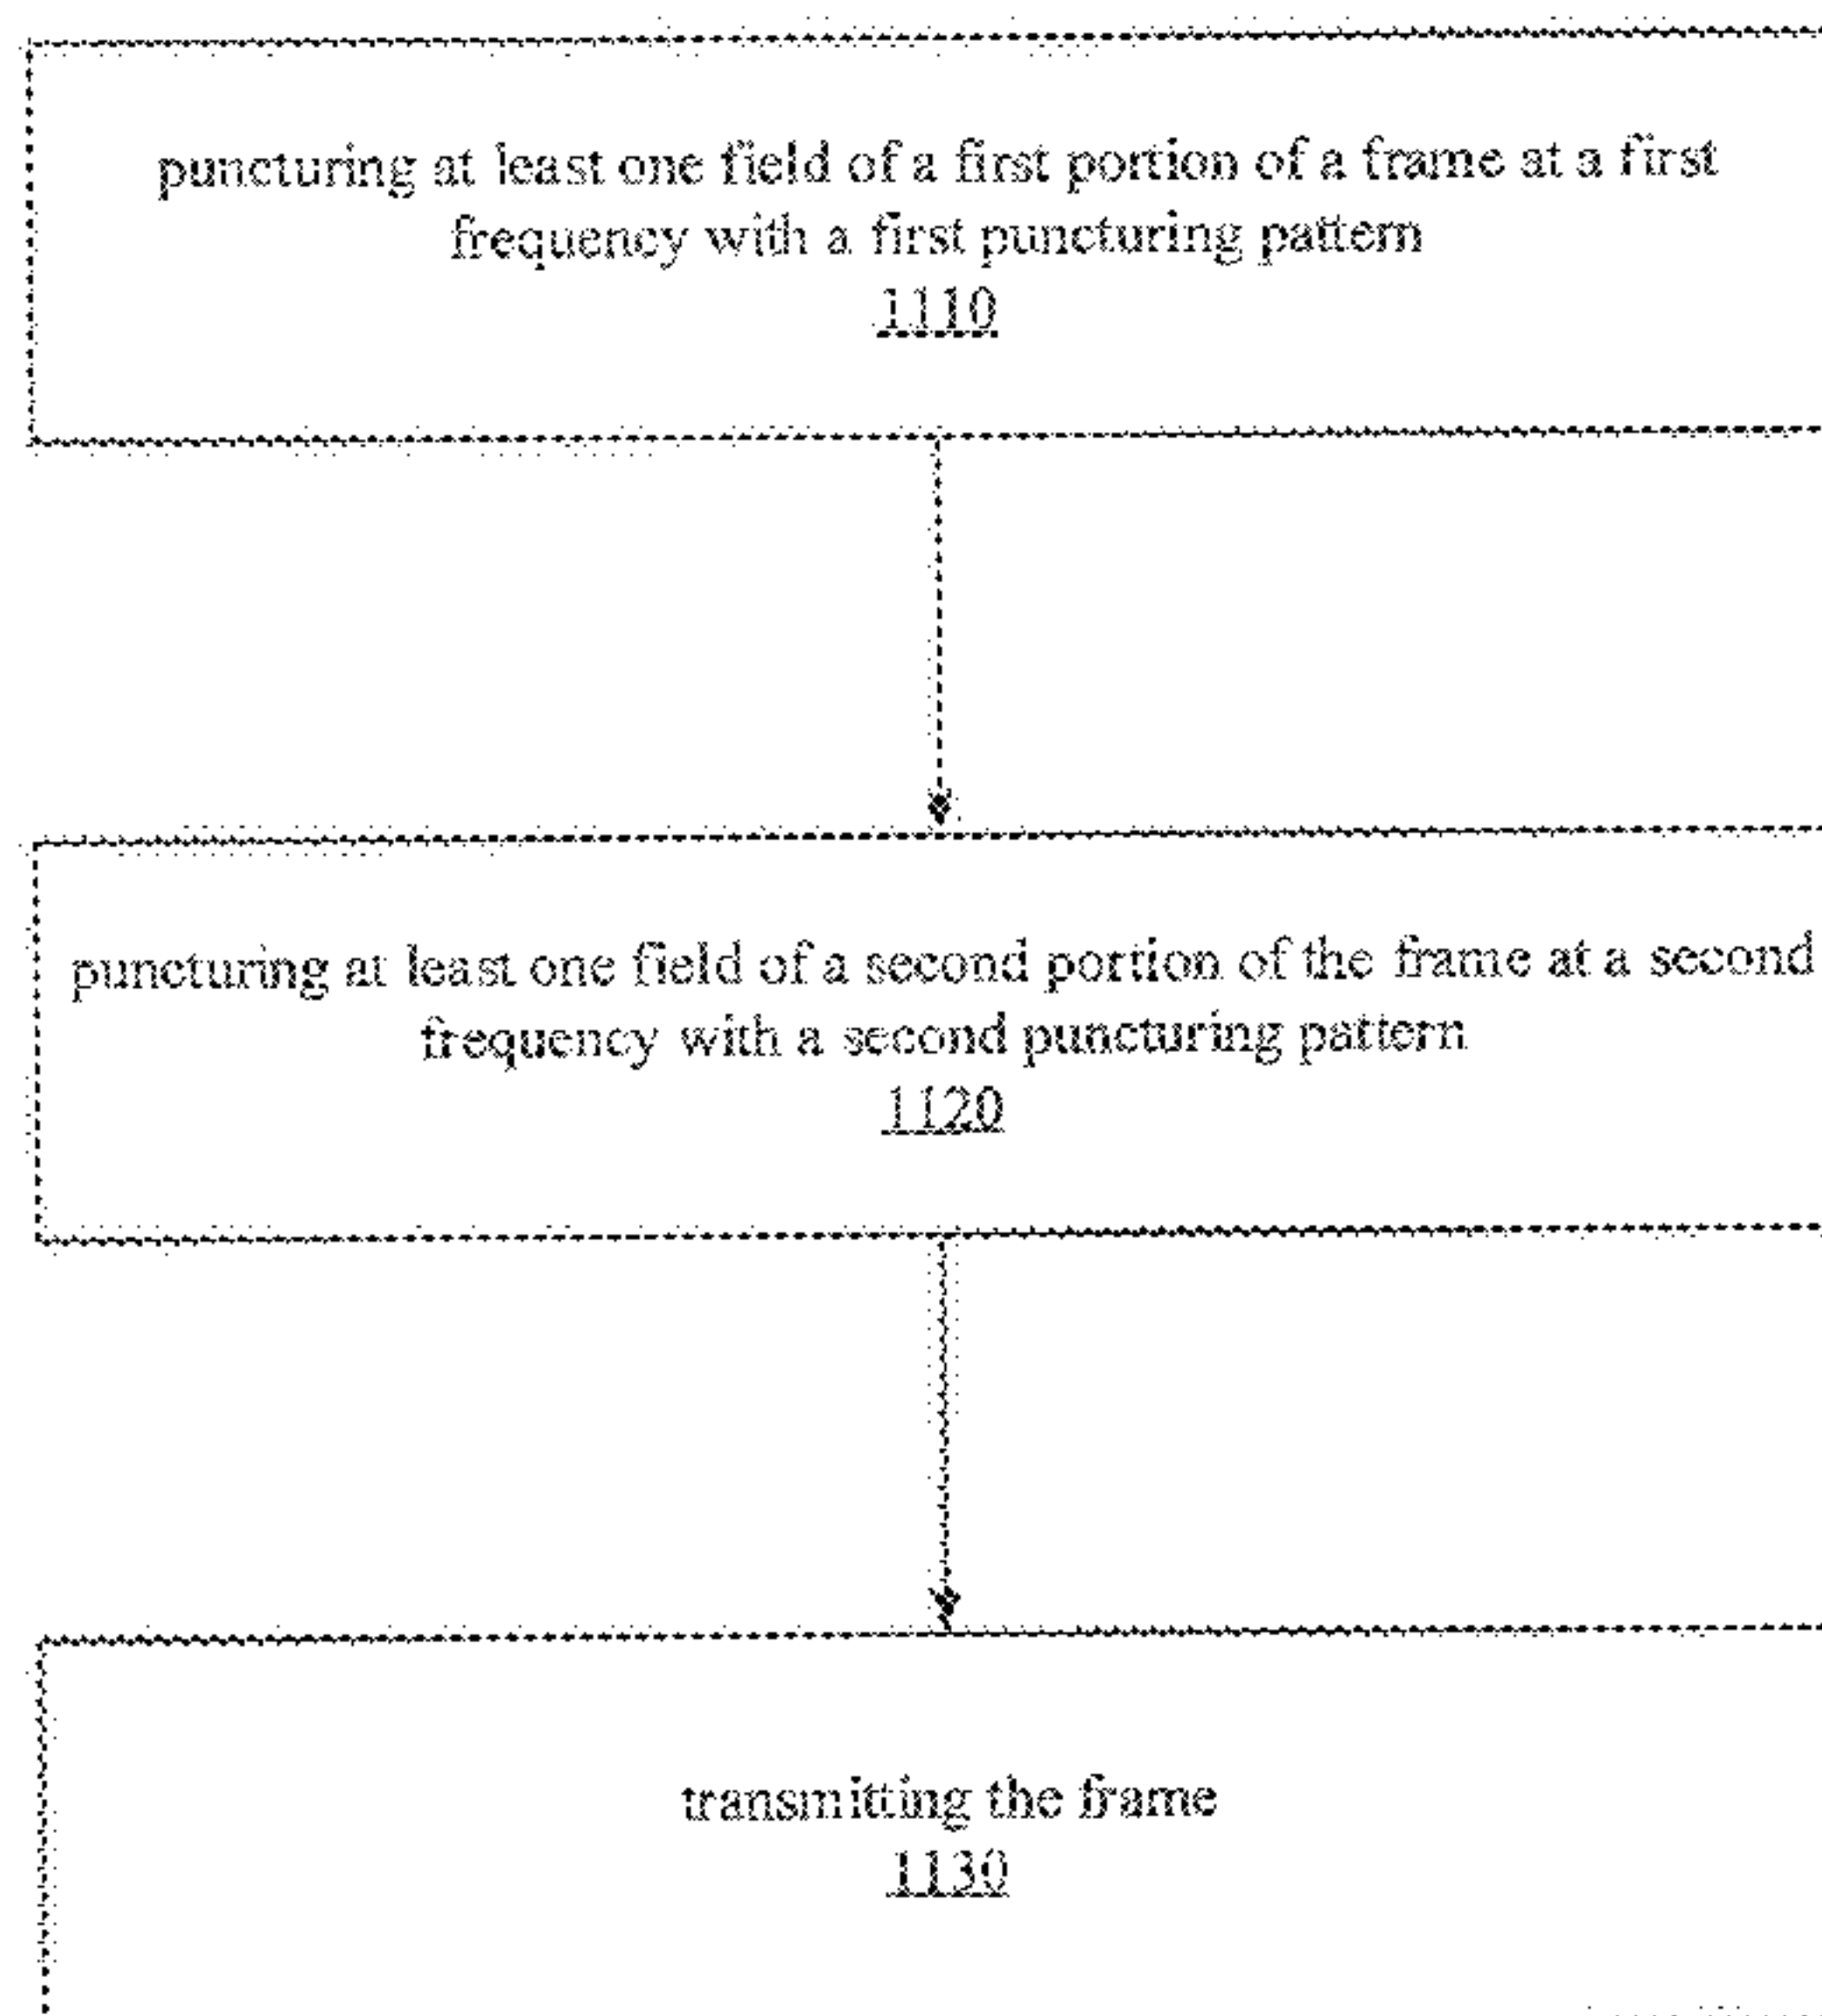 puncturing at least one field of a first portion of a frame at a first
frequency with a first puncturing pattern
1110
puncturing at least one field of a second portion of the frame at a second
frequency with a second puncturing pattern
1120
transmitting the frame
1130